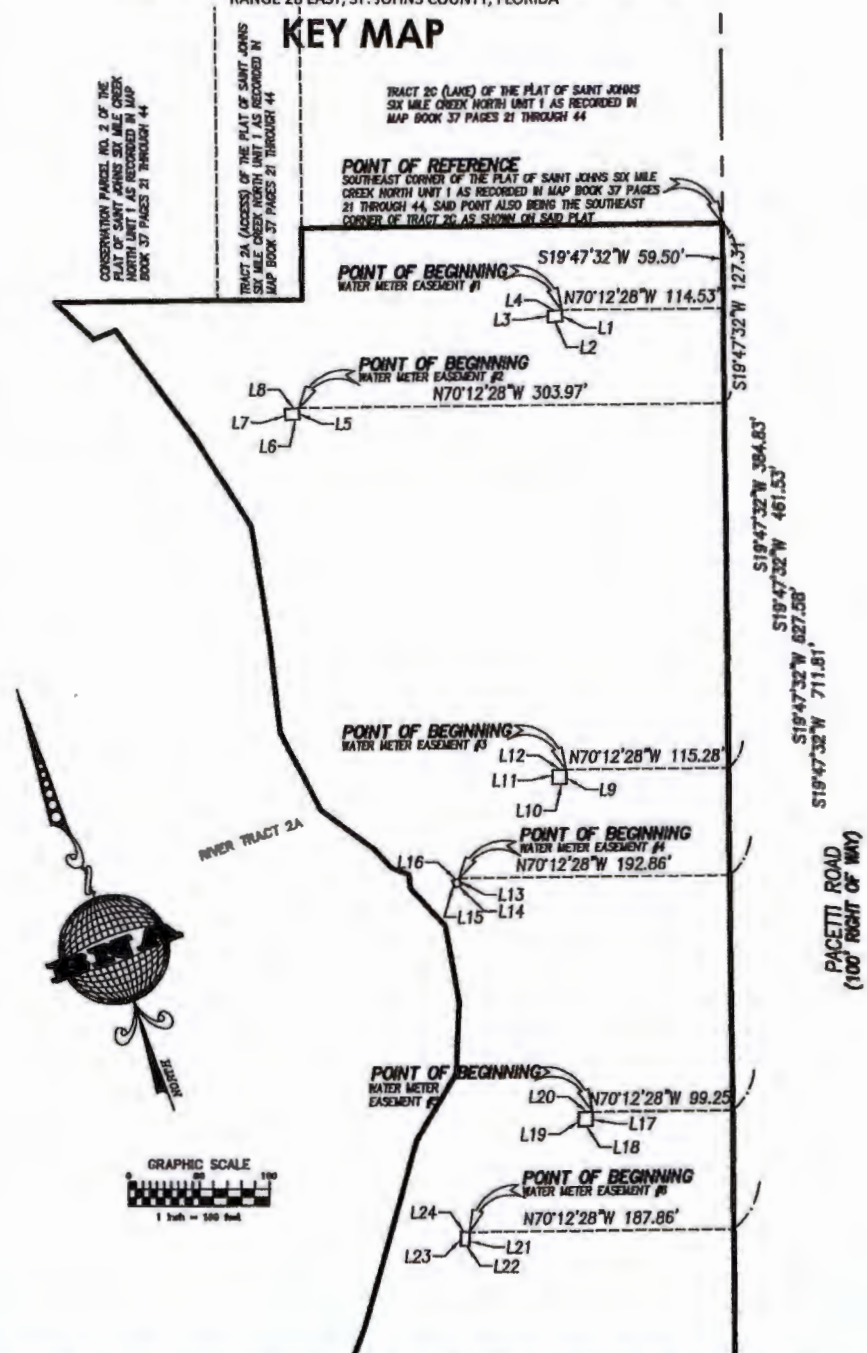 RANGE 28 EAST, ST. JOHNS COUNTY, FLORIDA
KEY MAP
CONSERVATION PARCEL NO. 2 OF THE
PLAT OF SAINT JOHNS SIX MILE CREEK
NORTH UNIT 1 AS RECORDED IN MAP
BOOK 37 PAGES 21 THROUGH 44
TRACT 2A (ACCESS) OF THE PLAT OF SAINT JOHNS
SIX MILE CREEK NORTH UNIT 1 AS RECORDED IN
MAP BOOK 37 PAGES 21 THROUGH 44
TRACT 2C (LAKE) OF THE PLAT OF SAINT JOHNS
SIX MILE CREEK NORTH UNIT 1 AS RECORDED IN
MAP BOOK 37 PAGES 21 THROUGH 44
POINT OF REFERENCE
SOUTHEAST CORNER OF THE PLAT OF SAINT JOHNS SIX MILE
CREEK NORTH UNIT 1 AS RECORDED IN MAP BOOK 37 PAGES
21 THROUGH 44, SAID POINT ALSO BEING THE SOUTHEAST
CORNER OF TRACT 2C AS SHOWN ON SAID PLAT
S19°47'32"W 59.50'
S19°47'32"W 127.31'
POINT OF BEGINNING
WATER METER EASEMENT #1
N70°12'28"W 114.53'
L4
L3
L1
L2
POINT OF BEGINNING
WATER METER EASEMENT #2
N70°12'28"W 303.97'
L8
L7
L5
L6
S19°47'32"W 384.83'
S19°47'32"W 461.53'
S19°47'32"W 627.58'
S19°47'32"W 711.81'
POINT OF BEGINNING
WATER METER EASEMENT #3
N70°12'28"W 115.28'
L12
L11
L9
L10
RIVER TRACT 2A
POINT OF BEGINNING
WATER METER EASEMENT #4
N70°12'28"W 192.86'
L16
L13
L15
L14
PACETTI ROAD
(100' RIGHT OF WAY)
NORTH
POINT OF BEGINNING
WATER METER
EASEMENT
N70°12'28"W 99.25'
L20
L17
L19
L18
GRAPHIC SCALE
0 100
1 inch = 100 feet
POINT OF BEGINNING
WATER METER EASEMENT #6
N70°12'28"W 187.86'
L24
L21
L23
L22